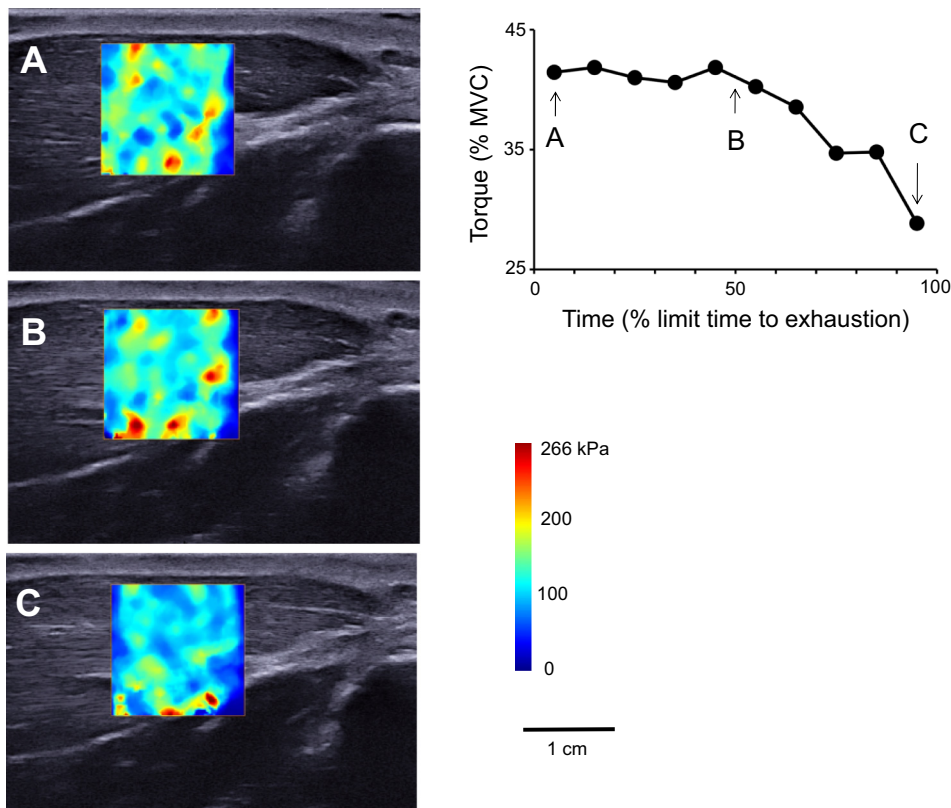 A
B
C
45
35
25
Torque (% MVC)
A
B
C
0
50
100
Time (% limit time to exhaustion)
266 kPa
200
100
0
1 cm